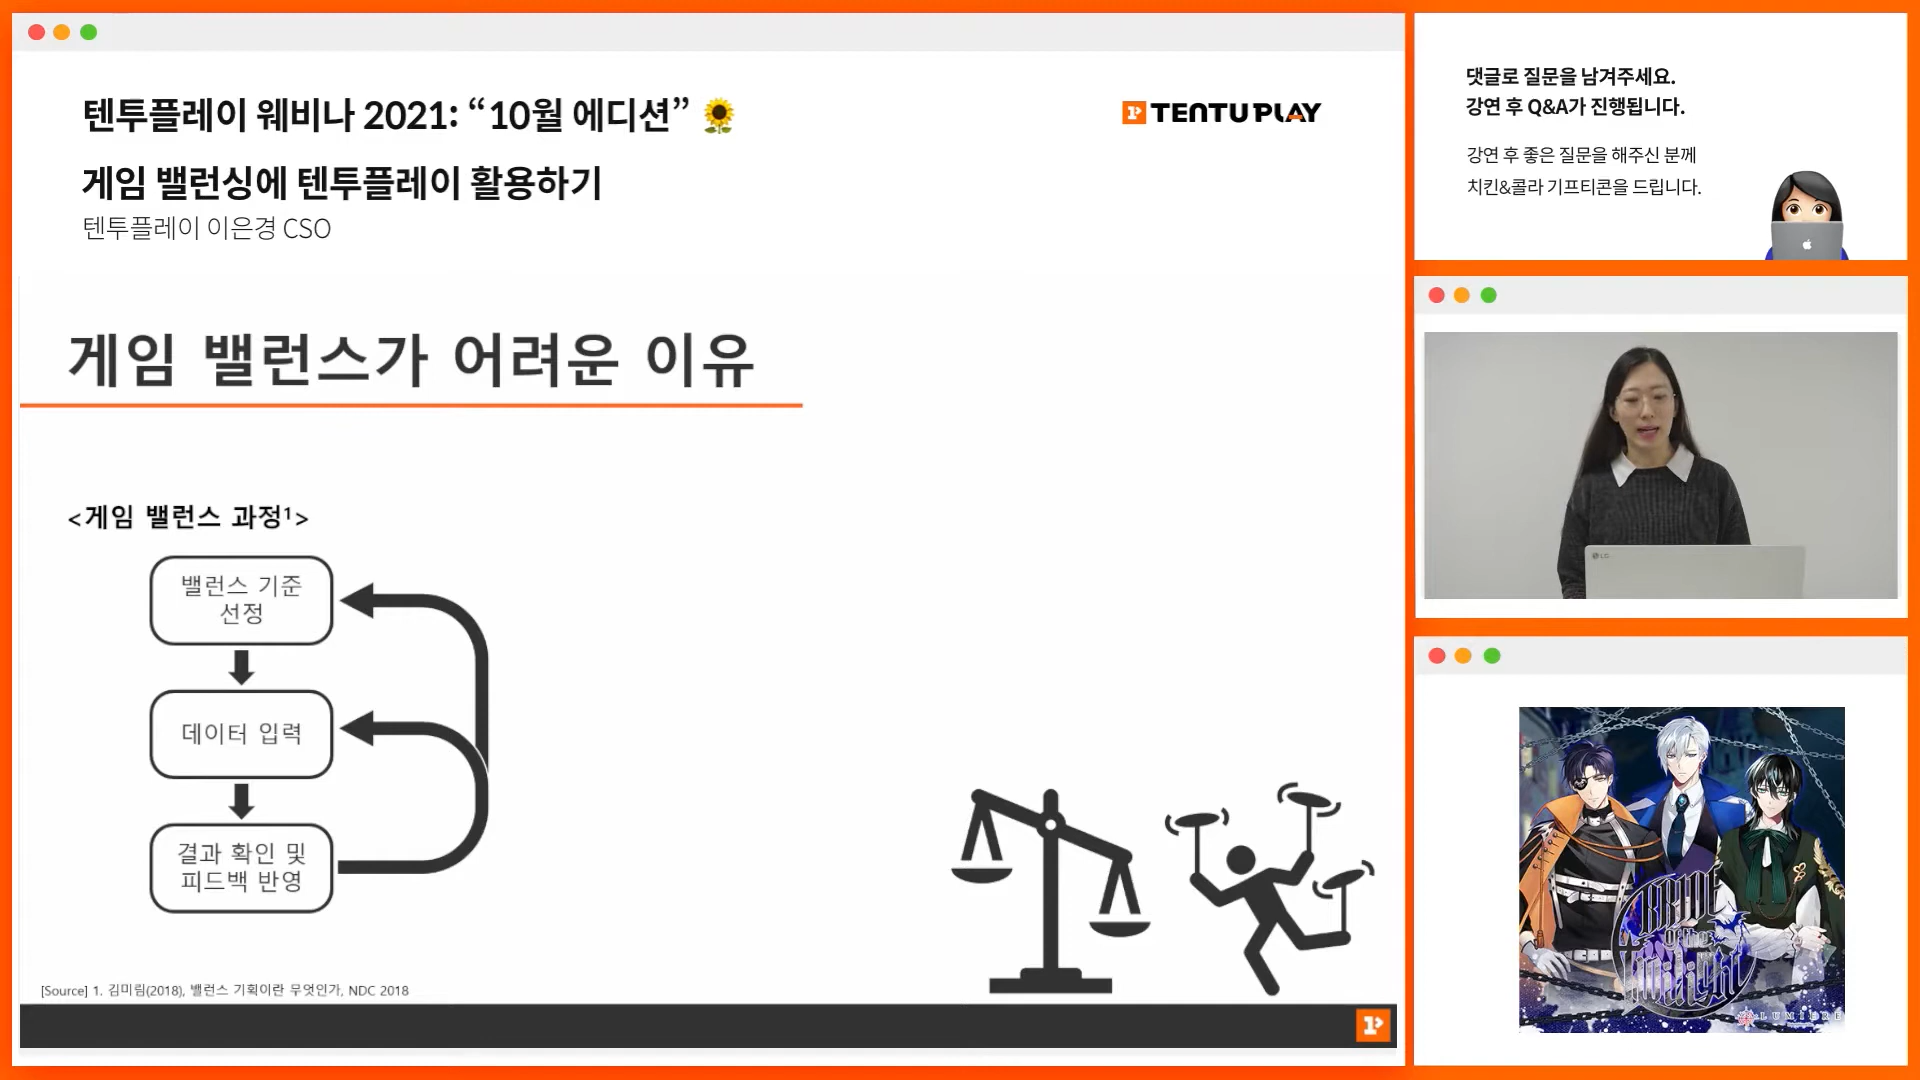 텐투플레이 웨비나 2021: “10월 에디션”
게임 밸런싱에 텐투플레이 활용하기
텐투플레이 이은경 CSO
TENTUPLAY
게임 밸런스가 어려운 이유
<게임 밸런스 과정¹>
밸런스 기준
선정
데이터 입력
결과 확인 및
피드백 반영
[Source] 1. 김미림(2018), 밸런스 기획이란 무엇인가, NDC 2018
댓글로 질문을 남겨주세요.
강연 후 Q&A가 진행됩니다.
강연 후 좋은 질문을 해주신 분께
치킨&콜라 기프티콘을 드립니다.
LG
BRIDE
Of the
Twilight
LUMIERE